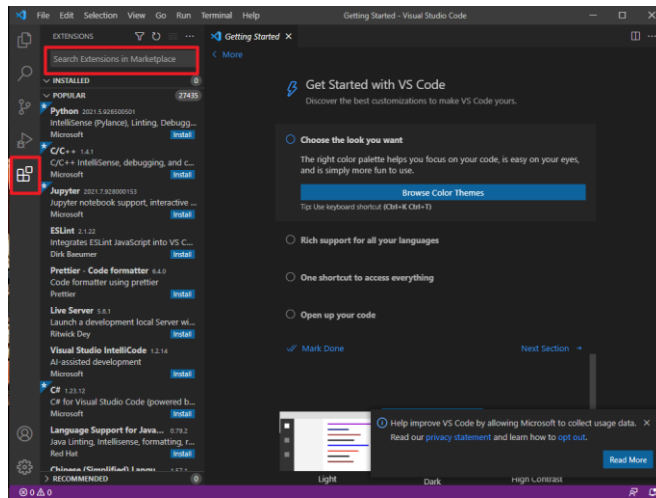 File Edit Selection View Go Run Terminal Help
Getting Started - Visual Studio Code
EXTENSIONS
Search Extensions in Marketplace
INSTALLED 0
POPULAR 27435
Python 2021.5.926500501
IntelliSense (Pylance), Linting, Debugg...
Microsoft Install
C/C++ 1.4.1
C/C++ IntelliSense, debugging, and c...
Microsoft Install
Jupyter 2021.7.928000153
Jupyter notebook support, interactive ...
Microsoft Install
ESLint 2.1.22
Integrates ESLint JavaScript into VS C...
Dirk Baeumer Install
Prettier - Code formatter 6.4.0
Code formatter using prettier
Prettier Install
Live Server 5.6.1
Launch a development local Server wi...
Ritwick Dey Install
Visual Studio IntelliCode 1.2.14
AI-assisted development
Microsoft Install
C# 1.23.12
C# for Visual Studio Code (powered b...
Microsoft Install
Language Support for Java... 0.79.2
Java Linting, Intellisense, formatting, r...
Red Hat Install
Chinese (Simplified) Langu...
RECOMMENDED 0
Getting Started
< More
Get Started with VS Code
Discover the best customizations to make VS Code yours.
Choose the look you want
The right color palette helps you focus on your code, is easy on your eyes,
and is simply more fun to use.
Browse Color Themes
Tip: Use keyboard shortcut (Ctrl+K Ctrl+T)
Rich support for all your languages
One shortcut to access everything
Open up your code
Mark Done
Next Section
Help improve VS Code by allowing Microsoft to collect usage data.
Read our privacy statement and learn how to opt out.
Read More
Light
Dark
High Contrast
0 0